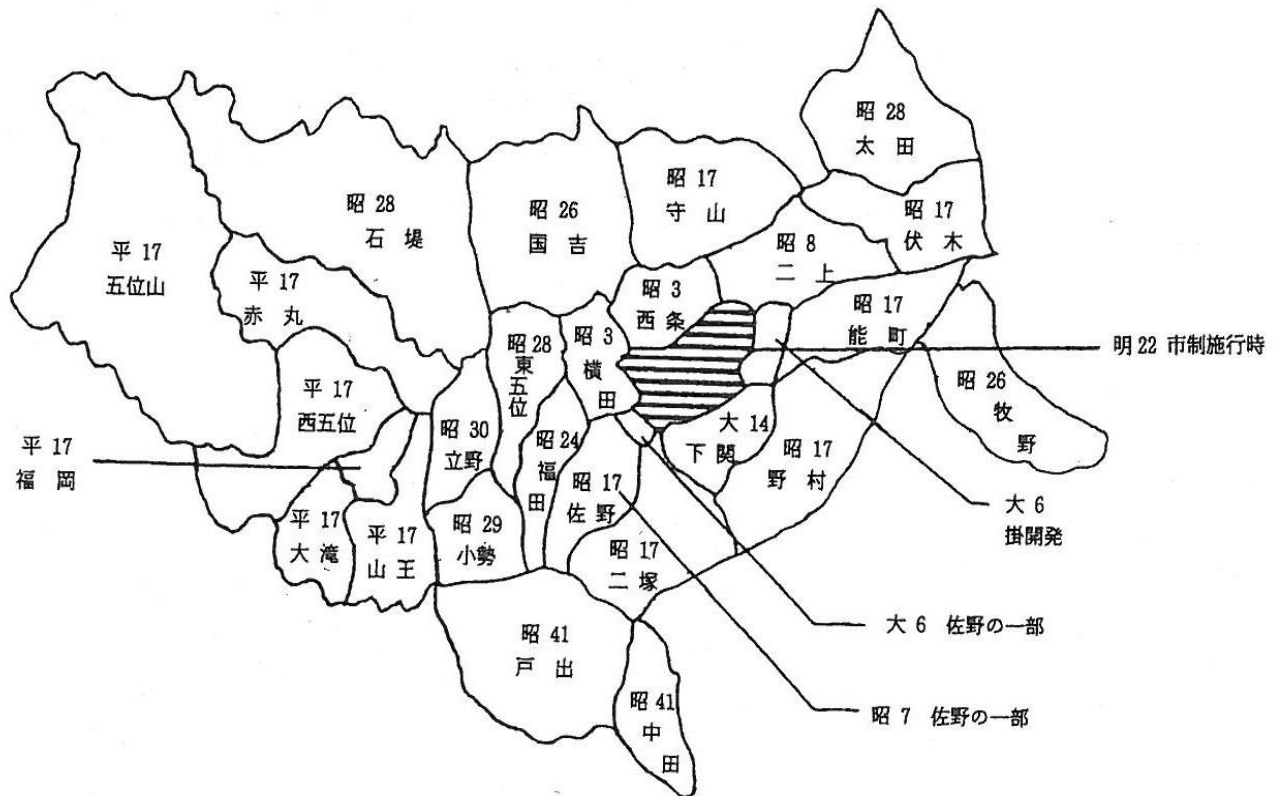 昭 28
太 田
昭 17
守 山
昭 17
伏 木
昭 28
石 堤
昭 26
国 吉
昭 8
二 上
平 17
五位山
平 17
赤 丸
昭 3
西 条
昭 17
能 町
昭 3
横
田
昭 28
東
五
位
明 22 市制施行時
昭 26
牧
野
平 17
西五位
大 14
下 関
昭 30
立 野
昭 24
福
田
昭 17
野 村
平 17
福 岡
昭 17
佐 野
大 6
掛開発
平 17
大 滝
平 17
山 王
昭 29
小勢
昭 17
二 塚
大 6 佐野の一部
昭 41
戸 出
昭 41
中
田
昭 7 佐野の一部